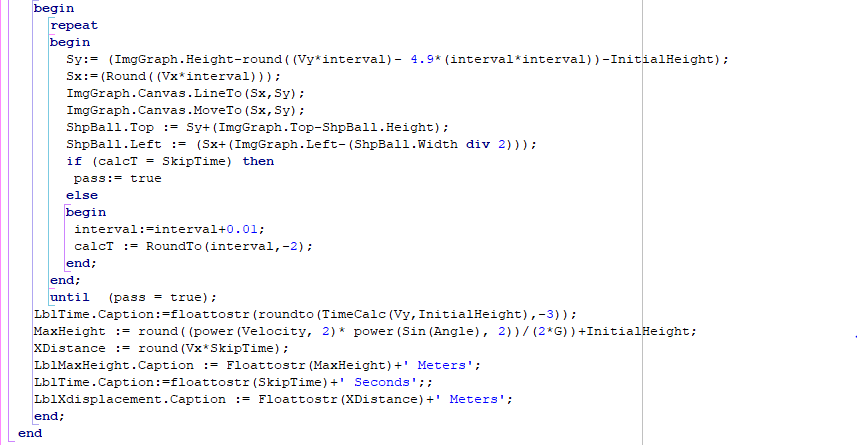 begin
repeat
begin
Sy:= (ImgGraph.Height-round((Vy*interval)- 4.9*(interval*interval))-InitialHeight);
Sx:=(Round((Vx*interval)));
ImgGraph.Canvas.LineTo(Sx,Sy);
ImgGraph.Canvas.MoveTo(Sx,Sy);
ShpBall.Top := Sy+(ImgGraph.Top-ShpBall.Height);
ShpBall.Left := (Sx+(ImgGraph.Left-(ShpBall.Width div 2)));
if (calcT = SkipTime) then
pass:= true
else
begin
interval:=interval+0.01;
calcT := RoundTo(interval,-2);
end;
end;
until  (pass = true);
LblTime.Caption:=floattostr(roundto(TimeCalc(Vy,InitialHeight),-3));
MaxHeight := round((power(Velocity, 2)* power(Sin(Angle), 2))/(2*G))+InitialHeight;
XDistance := round(Vx*SkipTime);
LblMaxHeight.Caption := Floattostr(MaxHeight)+' Meters';
LblTime.Caption:=floattostr(SkipTime)+' Seconds';;
LblXdisplacement.Caption := Floattostr(XDistance)+' Meters';
end;
end